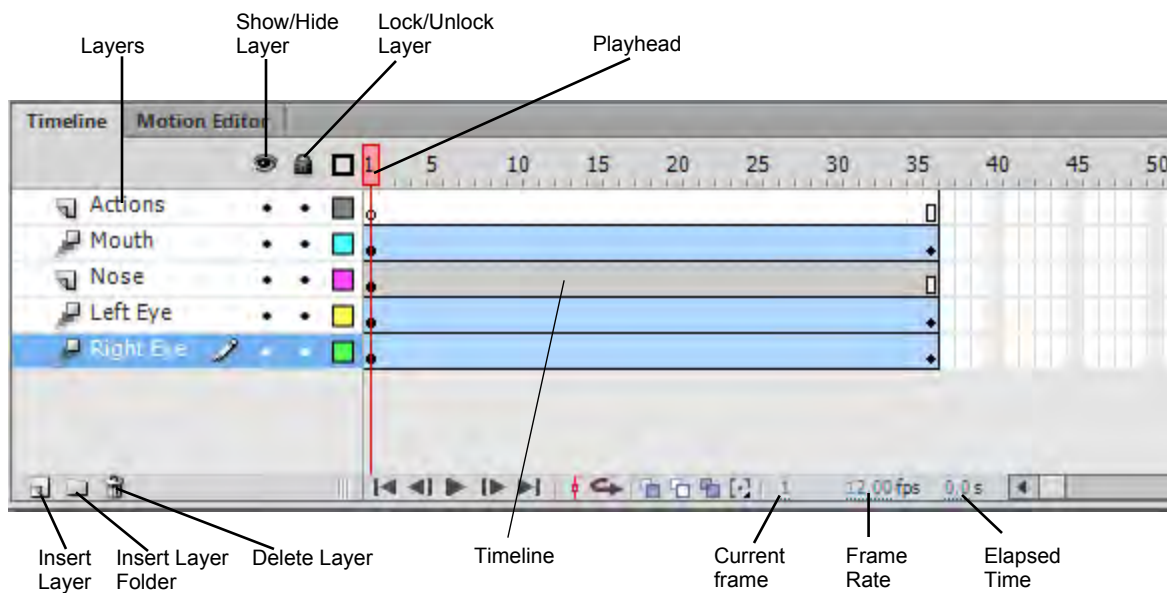 Show/Hide
Layer
Lock/Unlock
Layer
Layers
Playhead
Timeline Motion Editor
1 5 10 15 20 25 30 35 40 45 50
Actions
Mouth
Nose
Left Eye
Right Eye
1 12.00 fps 0.0 s
Insert
Layer
Insert Layer
Folder
Delete Layer
Timeline
Current
frame
Frame
Rate
Elapsed
Time